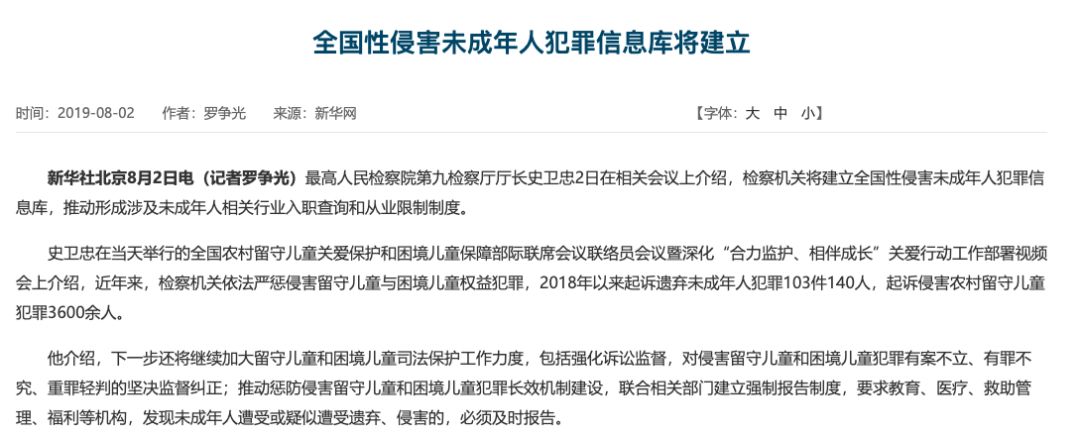 全国性侵害未成年人犯罪信息库将建立
时间：2019-08-02 作者：罗争光 来源：新华网 【字体：大 中 小】
新华社北京8月2日电（记者罗争光）最高人民检察院第九检察厅厅长史卫忠2日在相关会议上介绍，检察机关将建立全国性侵害未成年人犯罪信
息库，推动形成涉及未成年人相关行业入职查询和从业限制制度。
史卫忠在当天举行的全国农村留守儿童关爱保护和困境儿童保障部际联席会议联络员会议暨深化“合力监护、相伴成长”关爱行动工作部署视频
会上介绍，近年来，检察机关依法严惩侵害留守儿童与困境儿童权益犯罪，2018年以来起诉遗弃未成年人犯罪103件140人，起诉侵害农村留守儿童
犯罪3600余人。
他介绍，下一步还将继续加大留守儿童和困境儿童司法保护工作力度，包括强化诉讼监督，对侵害留守儿童和困境儿童犯罪有案不立、有罪不
究、重罪轻判的坚决监督纠正；推动惩防侵害留守儿童和困境儿童犯罪长效机制建设，联合相关部门建立强制报告制度，要求教育、医疗、救助管
理、福利等机构，发现未成年人遭受或疑似遭受遗弃、侵害的，必须及时报告。